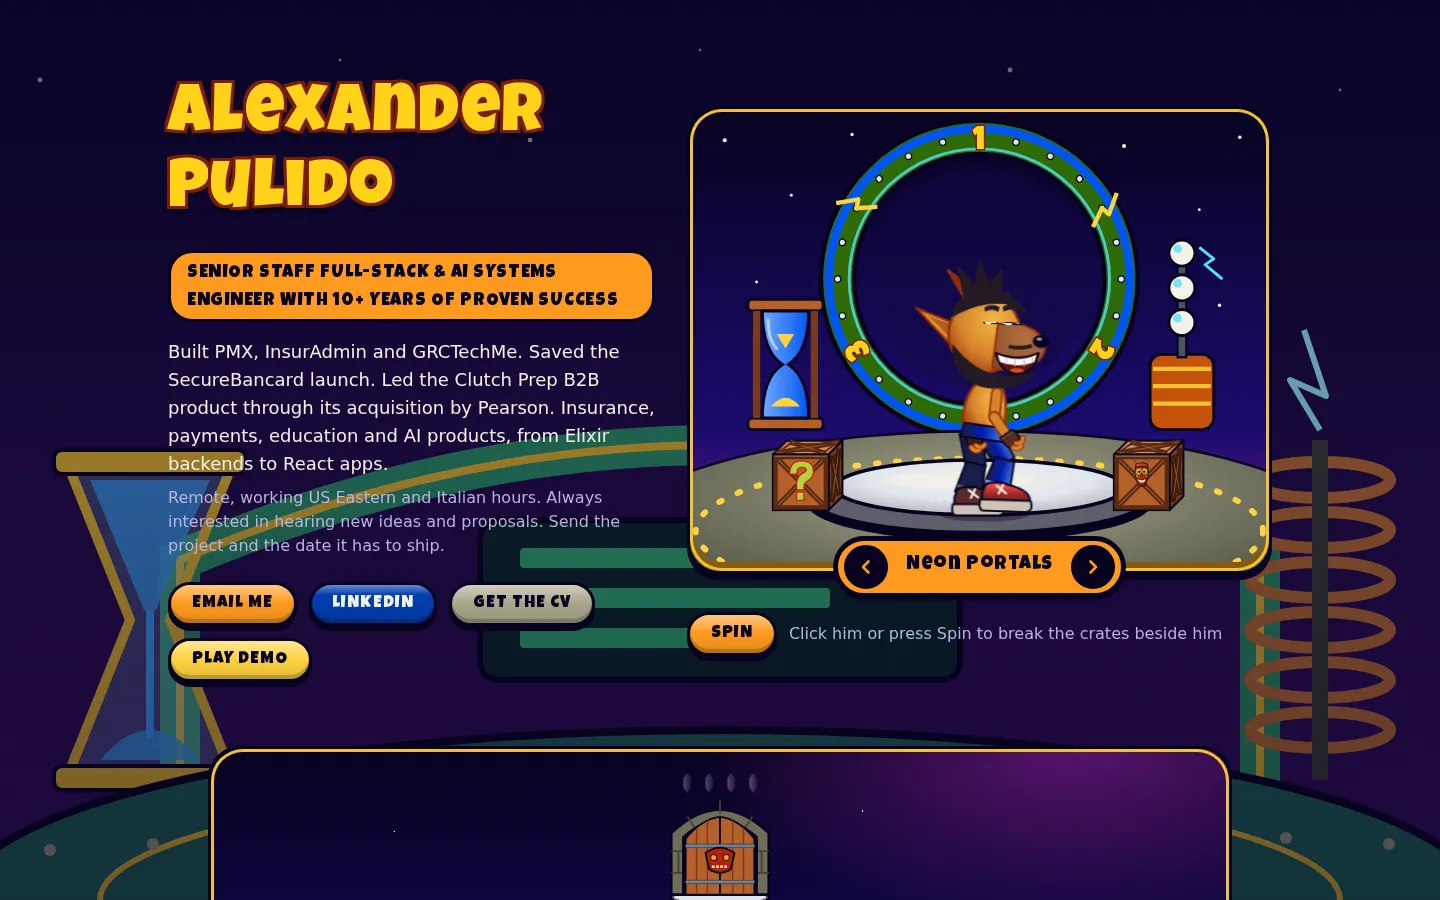 ALEXANDER
PULIDO
SENIOR STAFF FULL-STACK & AI SYSTEMS
ENGINEER WITH 10+ YEARS OF PROVEN SUCCESS
Built PMX, InsurAdmin and GRCTechMe. Saved the
SecureBancard launch. Led the Clutch Prep B2B
product through its acquisition by Pearson. Insurance,
payments, education and AI products, from Elixir
backends to React apps.
Remote, working US Eastern and Italian hours. Always
interested in hearing new ideas and proposals. Send the
project and the date it has to ship.
EMAIL ME
LINKEDIN
GET THE CV
PLAY DEMO
1
3
2
?
NEON PORTALS
SPIN
Click him or press Spin to break the crates beside him